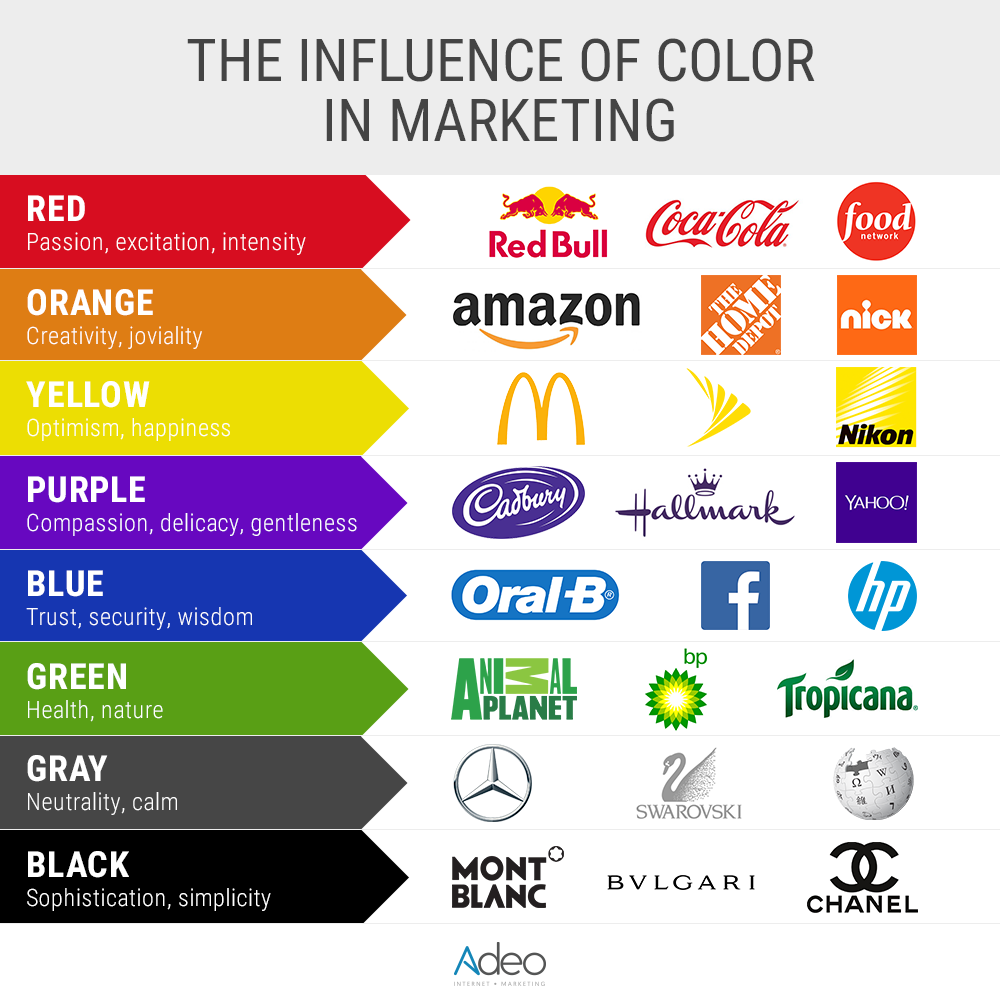 THE INFLUENCE OF COLOR
IN MARKETING
RED
Passion, excitation, intensity
Red Bull
Coca-Cola
food
network
ORANGE
Creativity, joviality
amazon
THE
HOME
DEPOT
nick
YELLOW
Optimism, happiness
Nikon
PURPLE
Compassion, delicacy, gentleness
Cadbury
Hallmark
YAHOO!
BLUE
Trust, security, wisdom
Oral-B®
f
hp
GREEN
Health, nature
ANIMAL
PLANET
bp
Tropicana®
GRAY
Neutrality, calm
SWAROVSKI
Ω W
維 И
BLACK
Sophistication, simplicity
MONT
BLANC
BVLGARI
CHANEL
Adeo
INTERNET • MARKETING